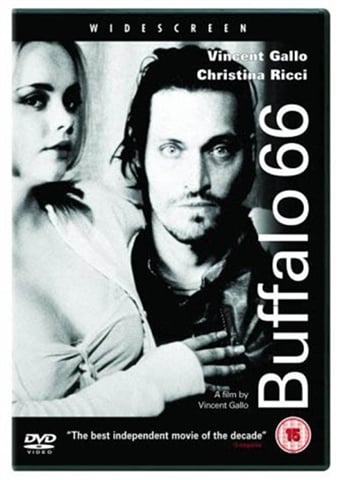 WIDESCREEN
Vincent Gallo
Christina Ricci
Buffalo 66
A film by
Vincent Gallo
"The best independent movie of the decade"
15
DVD
VIDEO